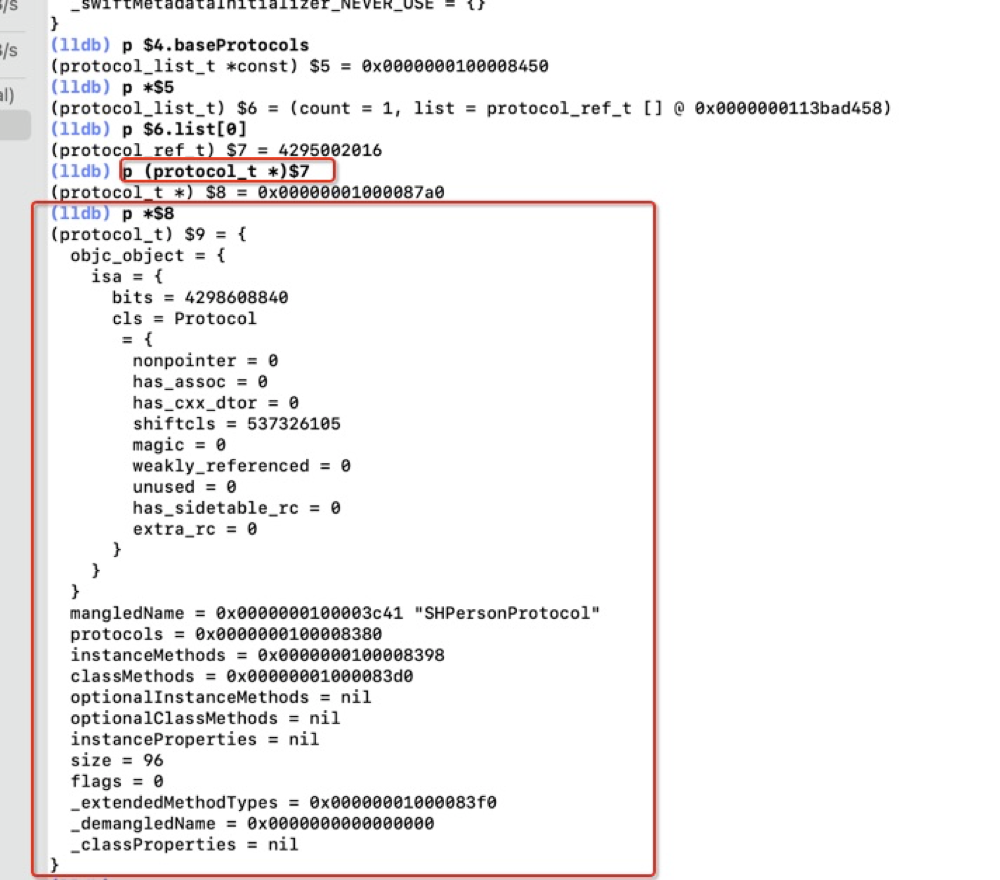 _swiftMetadataInitializer_NEVER_USE = {}
}
(lldb) p $4.baseProtocols
(protocol_list_t *const) $5 = 0x0000000100008450
(lldb) p *$5
(protocol_list_t) $6 = (count = 1, list = protocol_ref_t [] @ 0x0000000113bad458)
(lldb) p $6.list[0]
(protocol_ref_t) $7 = 4295002016
(lldb) p (protocol_t *)$7
(protocol_t *) $8 = 0x00000001000087a0
(lldb) p *$8
(protocol_t) $9 = {
objc_object = {
isa = {
bits = 4298608840
cls = Protocol
= {
nonpointer = 0
has_assoc = 0
has_cxx_dtor = 0
shiftcls = 537326105
magic = 0
weakly_referenced = 0
unused = 0
has_sidetable_rc = 0
extra_rc = 0
}
}
}
mangledName = 0x0000000100003c41 "SHPersonProtocol"
protocols = 0x0000000100008380
instanceMethods = 0x0000000100008398
classMethods = 0x00000001000083d0
optionalInstanceMethods = nil
optionalClassMethods = nil
instanceProperties = nil
size = 96
flags = 0
_extendedMethodTypes = 0x00000001000083f0
_demangledName = 0x0000000000000000
_classProperties = nil
}